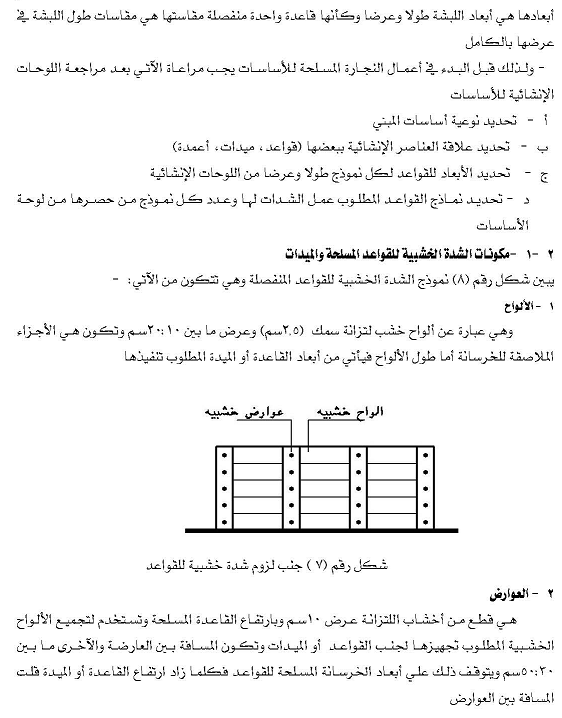 أبعادها هي أبعاد اللبشة طولا وعرضا وكأنها قاعدة واحدة منفصلة مقاستها هي مقاسات طول اللبشة في
عرضها بالكامل
- ولذلك قبل البدء في أعمال النجارة المسلحة للأساسات يجب مراعاة الآتي بعد مراجعة اللوحات
الإنشائية للأساسات
أ - تحديد نوعية أساسات المبني
ب - تحديد علاقة العناصر الإنشائية ببعضها (قواعد، ميدات، أعمدة)
ج - تحديد الأبعاد للقواعد لكل نموذج طولا وعرضا من اللوحات الإنشائية
د - تحديد نماذج القواعد المطلوب عمل الشدات لها وعدد كل نموذج من حصرها من لوحة
الأساسات
٢ -١ -مكونات الشدة الخشبية للقواعد المسلحة والميدات
يبين شكل رقم (٨) نموذج الشدة الخشبية للقواعد المنفصلة وهي تتكون من الآتي: -
١ -الألواح
وهي عبارة عن ألواح خشب لتزانة سمك (٢.٥سم) وعرض ما بين ٢٠:١٠سم وتكون هي الأجزاء
الملاصقة للخرسانة أما طول الألواح فيأتي من أبعاد القاعدة أو الميدة المطلوب تنفيذها
الواح خشبيه
عوارض خشبيه
شكل رقم (٧ ) جنب لزوم شدة خشبية للقواعد
٢ -العوارض
هي قطع من أخشاب اللتزانة عرض ١٠سم وبارتفاع القاعدة المسلحة وتستخدم لتجميع الألواح
الخشبية المطلوب تجهيزها لجنب القواعد أو الميدات وتكون المسافة بين العارضة والآخرى ما بين
٥٠:٣٠سم ويتوقف ذلك علي أبعاد الخرسانة المسلحة للقواعد فكلما زاد ارتفاع القاعدة أو الميدة قلت
المسافة بين العوارض